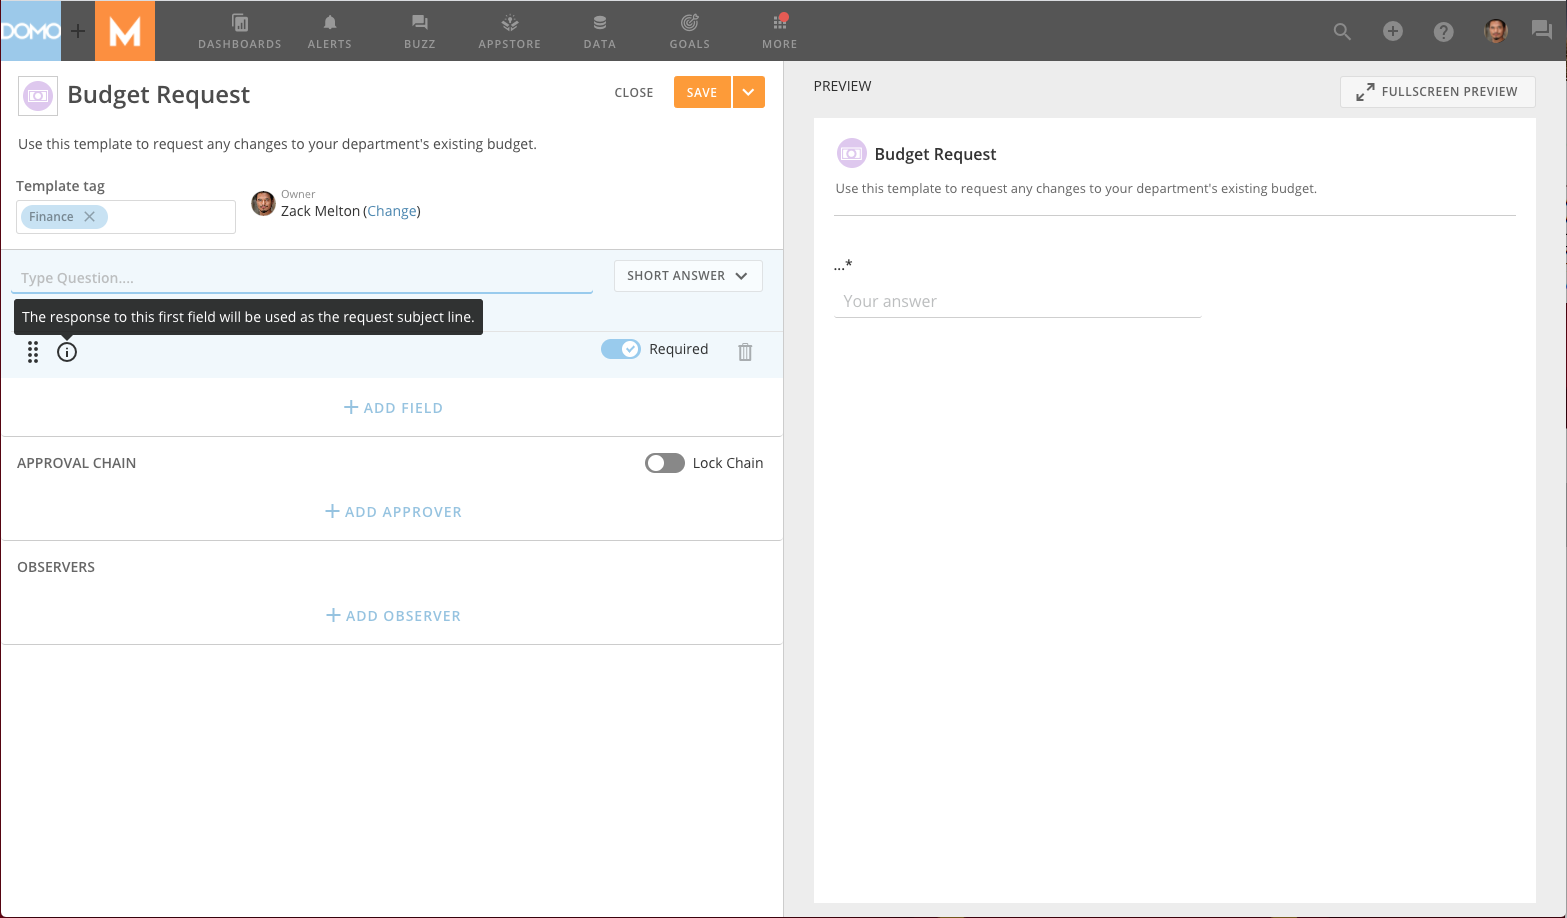 DOMO
M
DASHBOARDS
ALERTS
BUZZ
APPSTORE
DATA
GOALS
MORE
Budget Request
CLOSE
SAVE
Use this template to request any changes to your department's existing budget.
Template tag
Finance
Owner
Zack Melton (Change)
Type Question....
SHORT ANSWER
The response to this first field will be used as the request subject line.
Required
ADD FIELD
APPROVAL CHAIN
Lock Chain
ADD APPROVER
OBSERVERS
ADD OBSERVER
PREVIEW
FULLSCREEN PREVIEW
Budget Request
Use this template to request any changes to your department's existing budget.
...*
Your answer